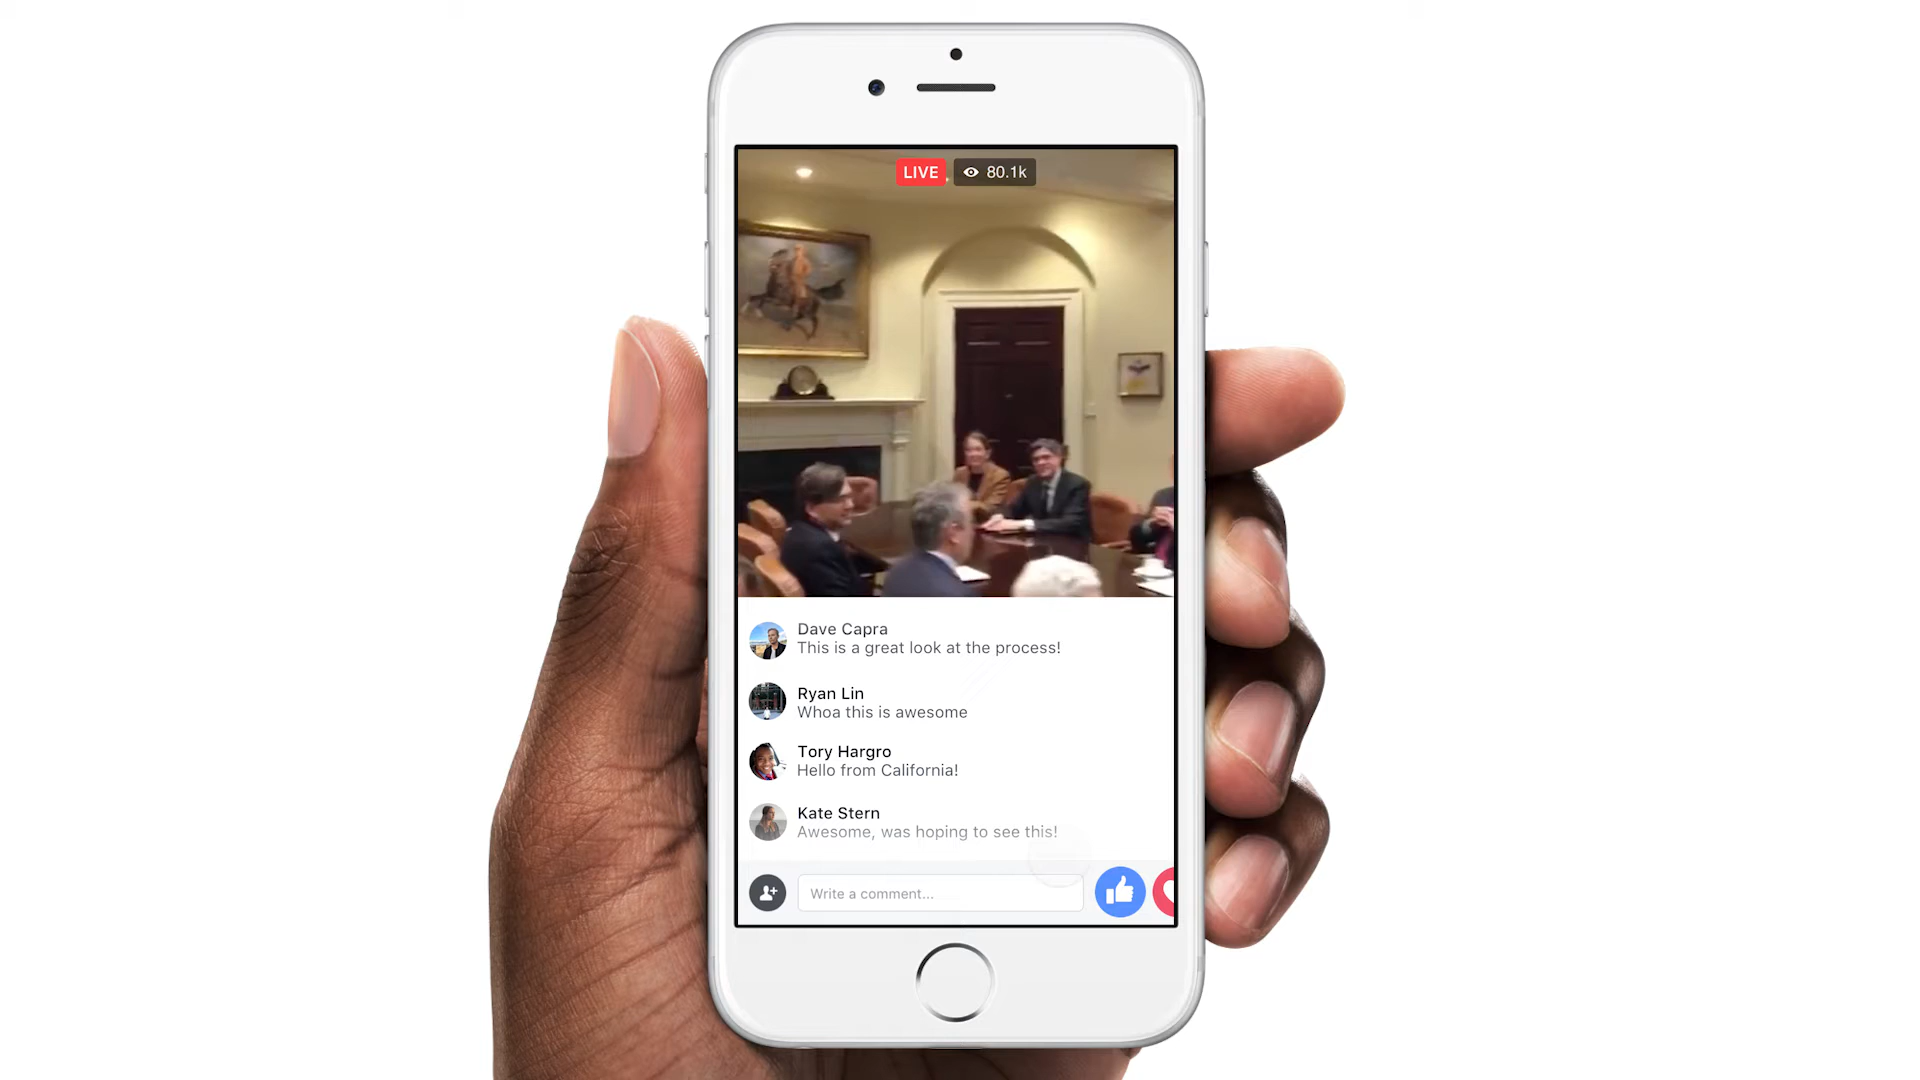 LIVE 80.1k
Dave Capra
This is a great look at the process!
Ryan Lin
Whoa this is awesome
Tory Hargro
Hello from California!
Kate Stern
Awesome, was hoping to see this!
Write a comment...